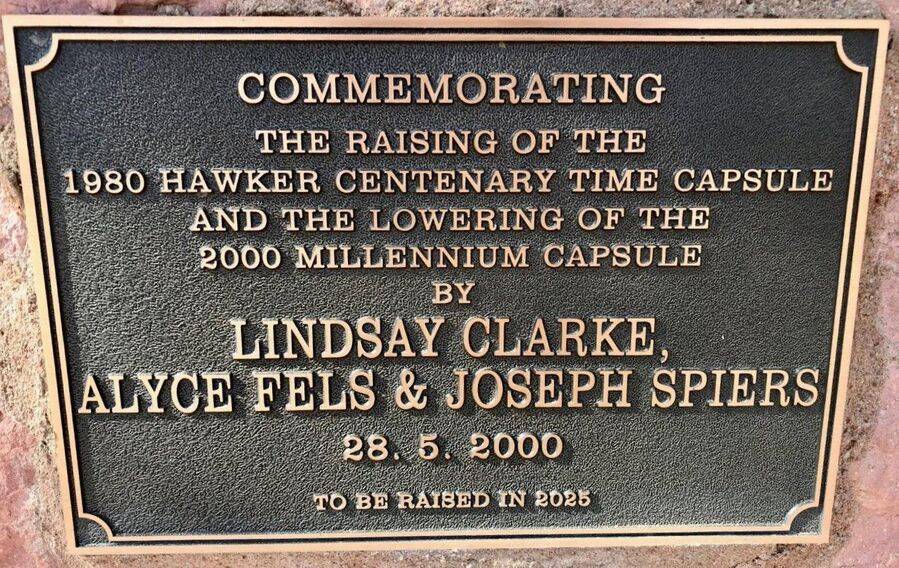 COMMEMORATING
THE RAISING OF THE
1980 HAWKER CENTENARY TIME CAPSULE
AND THE LOWERING OF THE
2000 MILLENNIUM CAPSULE
BY
LINDSAY CLARKE,
ALYCE FELS & JOSEPH SPIERS
28. 5. 2000
TO BE RAISED IN 2025